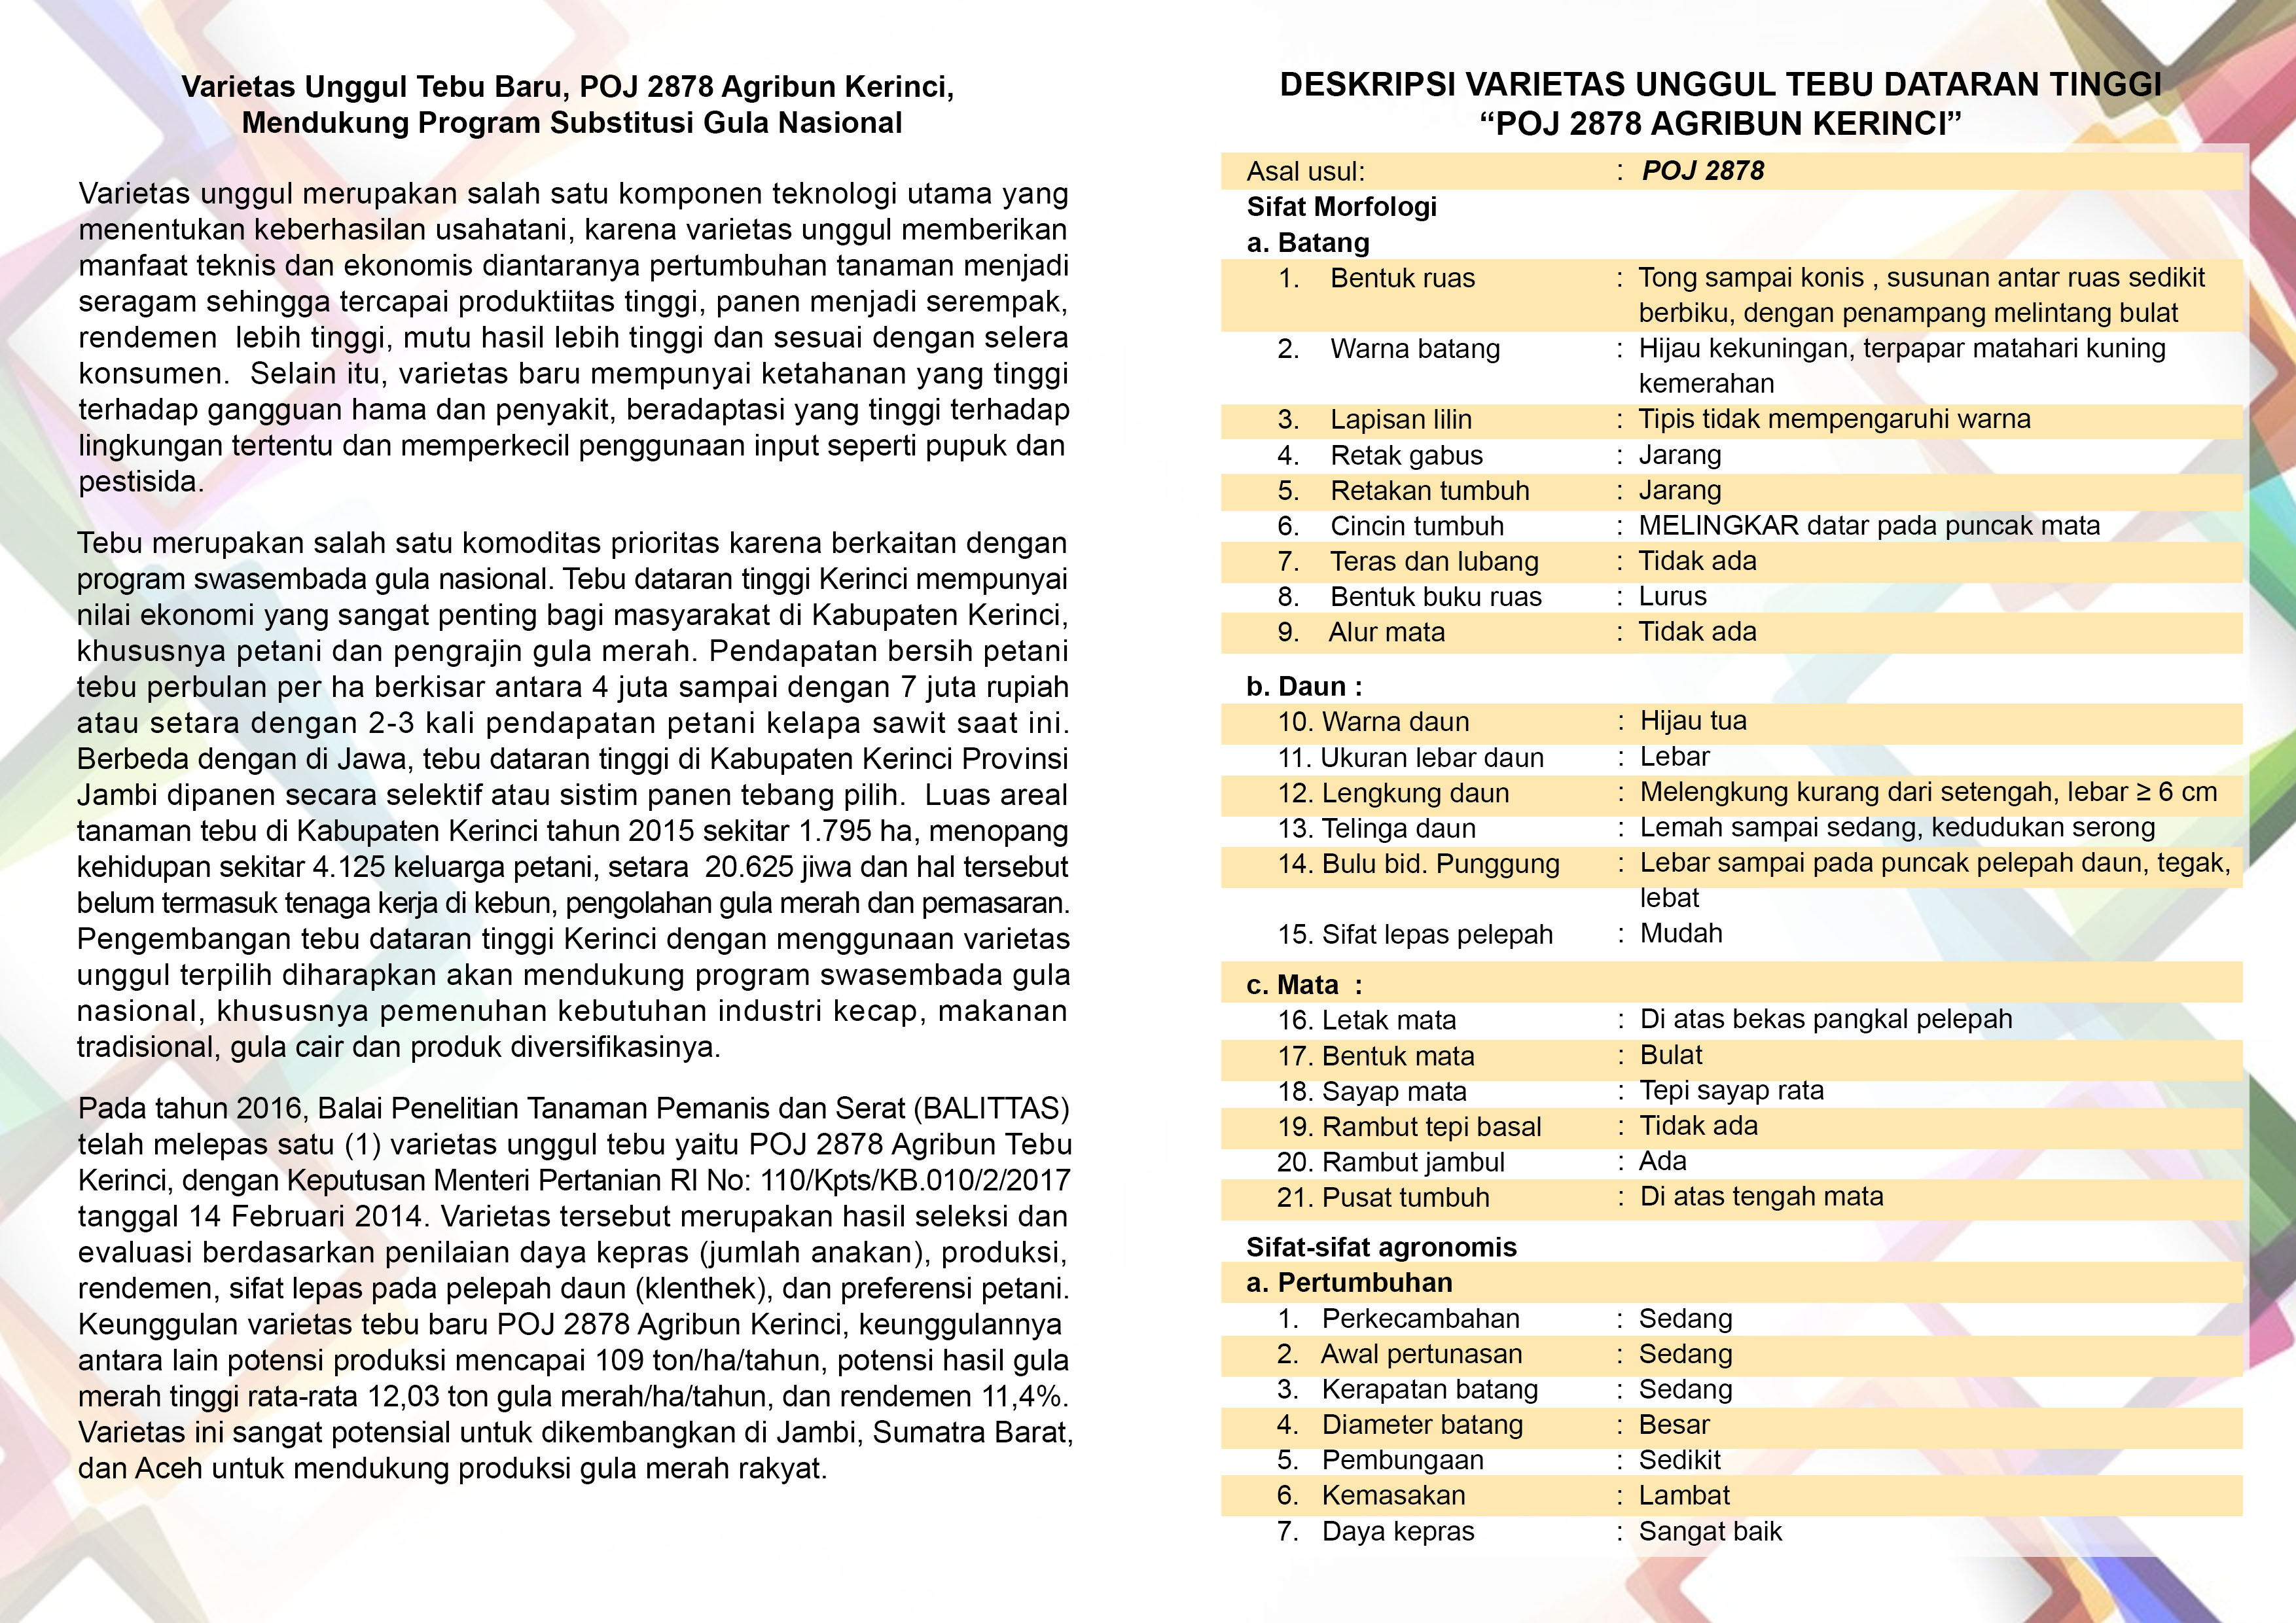 Varietas Unggul Tebu Baru, POJ 2878 Agribun Kerinci,
Mendukung Program Substitusi Gula Nasional
Varietas unggul merupakan salah satu komponen teknologi utama yang
menentukan keberhasilan usahatani, karena varietas unggul memberikan
manfaat teknis dan ekonomis diantaranya pertumbuhan tanaman menjadi
seragam sehingga tercapai produktiitas tinggi, panen menjadi serempak,
rendemen  lebih tinggi, mutu hasil lebih tinggi dan sesuai dengan selera
konsumen.  Selain itu, varietas baru mempunyai ketahanan yang tinggi
terhadap gangguan hama dan penyakit, beradaptasi yang tinggi terhadap
lingkungan tertentu dan memperkecil penggunaan input seperti pupuk dan
pestisida.
Tebu merupakan salah satu komoditas prioritas karena berkaitan dengan
program swasembada gula nasional. Tebu dataran tinggi Kerinci mempunyai
nilai ekonomi yang sangat penting bagi masyarakat di Kabupaten Kerinci,
khususnya petani dan pengrajin gula merah. Pendapatan bersih petani
tebu perbulan per ha berkisar antara 4 juta sampai dengan 7 juta rupiah
atau setara dengan 2-3 kali pendapatan petani kelapa sawit saat ini.
Berbeda dengan di Jawa, tebu dataran tinggi di Kabupaten Kerinci Provinsi
Jambi dipanen secara selektif atau sistim panen tebang pilih.  Luas areal
tanaman tebu di Kabupaten Kerinci tahun 2015 sekitar 1.795 ha, menopang
kehidupan sekitar 4.125 keluarga petani, setara  20.625 jiwa dan hal tersebut
belum termasuk tenaga kerja di kebun, pengolahan gula merah dan pemasaran.
Pengembangan tebu dataran tinggi Kerinci dengan menggunaan varietas
unggul terpilih diharapkan akan mendukung program swasembada gula
nasional, khususnya pemenuhan kebutuhan industri kecap, makanan
tradisional, gula cair dan produk diversifikasinya.
Pada tahun 2016, Balai Penelitian Tanaman Pemanis dan Serat (BALITTAS)
telah melepas satu (1) varietas unggul tebu yaitu POJ 2878 Agribun Tebu
Kerinci, dengan Keputusan Menteri Pertanian RI No: 110/Kpts/KB.010/2/2017
tanggal 14 Februari 2014. Varietas tersebut merupakan hasil seleksi dan
evaluasi berdasarkan penilaian daya kepras (jumlah anakan), produksi,
rendemen, sifat lepas pada pelepah daun (klenthek), dan preferensi petani.
Keunggulan varietas tebu baru POJ 2878 Agribun Kerinci, keunggulannya
antara lain potensi produksi mencapai 109 ton/ha/tahun, potensi hasil gula
merah tinggi rata-rata 12,03 ton gula merah/ha/tahun, dan rendemen 11,4%.
Varietas ini sangat potensial untuk dikembangkan di Jambi, Sumatra Barat,
dan Aceh untuk mendukung produksi gula merah rakyat.
DESKRIPSI VARIETAS UNGGUL TEBU DATARAN TINGGI
“POJ 2878 AGRIBUN KERINCI”
Asal usul: : POJ 2878
Sifat Morfologi
a. Batang
1. Bentuk ruas : Tong sampai konis , susunan antar ruas sedikit
berbiku, dengan penampang melintang bulat
2. Warna batang : Hijau kekuningan, terpapar matahari kuning
kemerahan
3. Lapisan lilin : Tipis tidak mempengaruhi warna
4. Retak gabus : Jarang
5. Retakan tumbuh : Jarang
6. Cincin tumbuh : MELINGKAR datar pada puncak mata
7. Teras dan lubang : Tidak ada
8. Bentuk buku ruas : Lurus
9. Alur mata : Tidak ada
b. Daun :
10. Warna daun : Hijau tua
11. Ukuran lebar daun : Lebar
12. Lengkung daun : Melengkung kurang dari setengah, lebar ≥ 6 cm
13. Telinga daun : Lemah sampai sedang, kedudukan serong
14. Bulu bid. Punggung : Lebar sampai pada puncak pelepah daun, tegak,
lebat
15. Sifat lepas pelepah : Mudah
c. Mata :
16. Letak mata : Di atas bekas pangkal pelepah
17. Bentuk mata : Bulat
18. Sayap mata : Tepi sayap rata
19. Rambut tepi basal : Tidak ada
20. Rambut jambul : Ada
21. Pusat tumbuh : Di atas tengah mata
Sifat-sifat agronomis
a. Pertumbuhan
1. Perkecambahan : Sedang
2. Awal pertunasan : Sedang
3. Kerapatan batang : Sedang
4. Diameter batang : Besar
5. Pembungaan : Sedikit
6. Kemasakan : Lambat
7. Daya kepras : Sangat baik